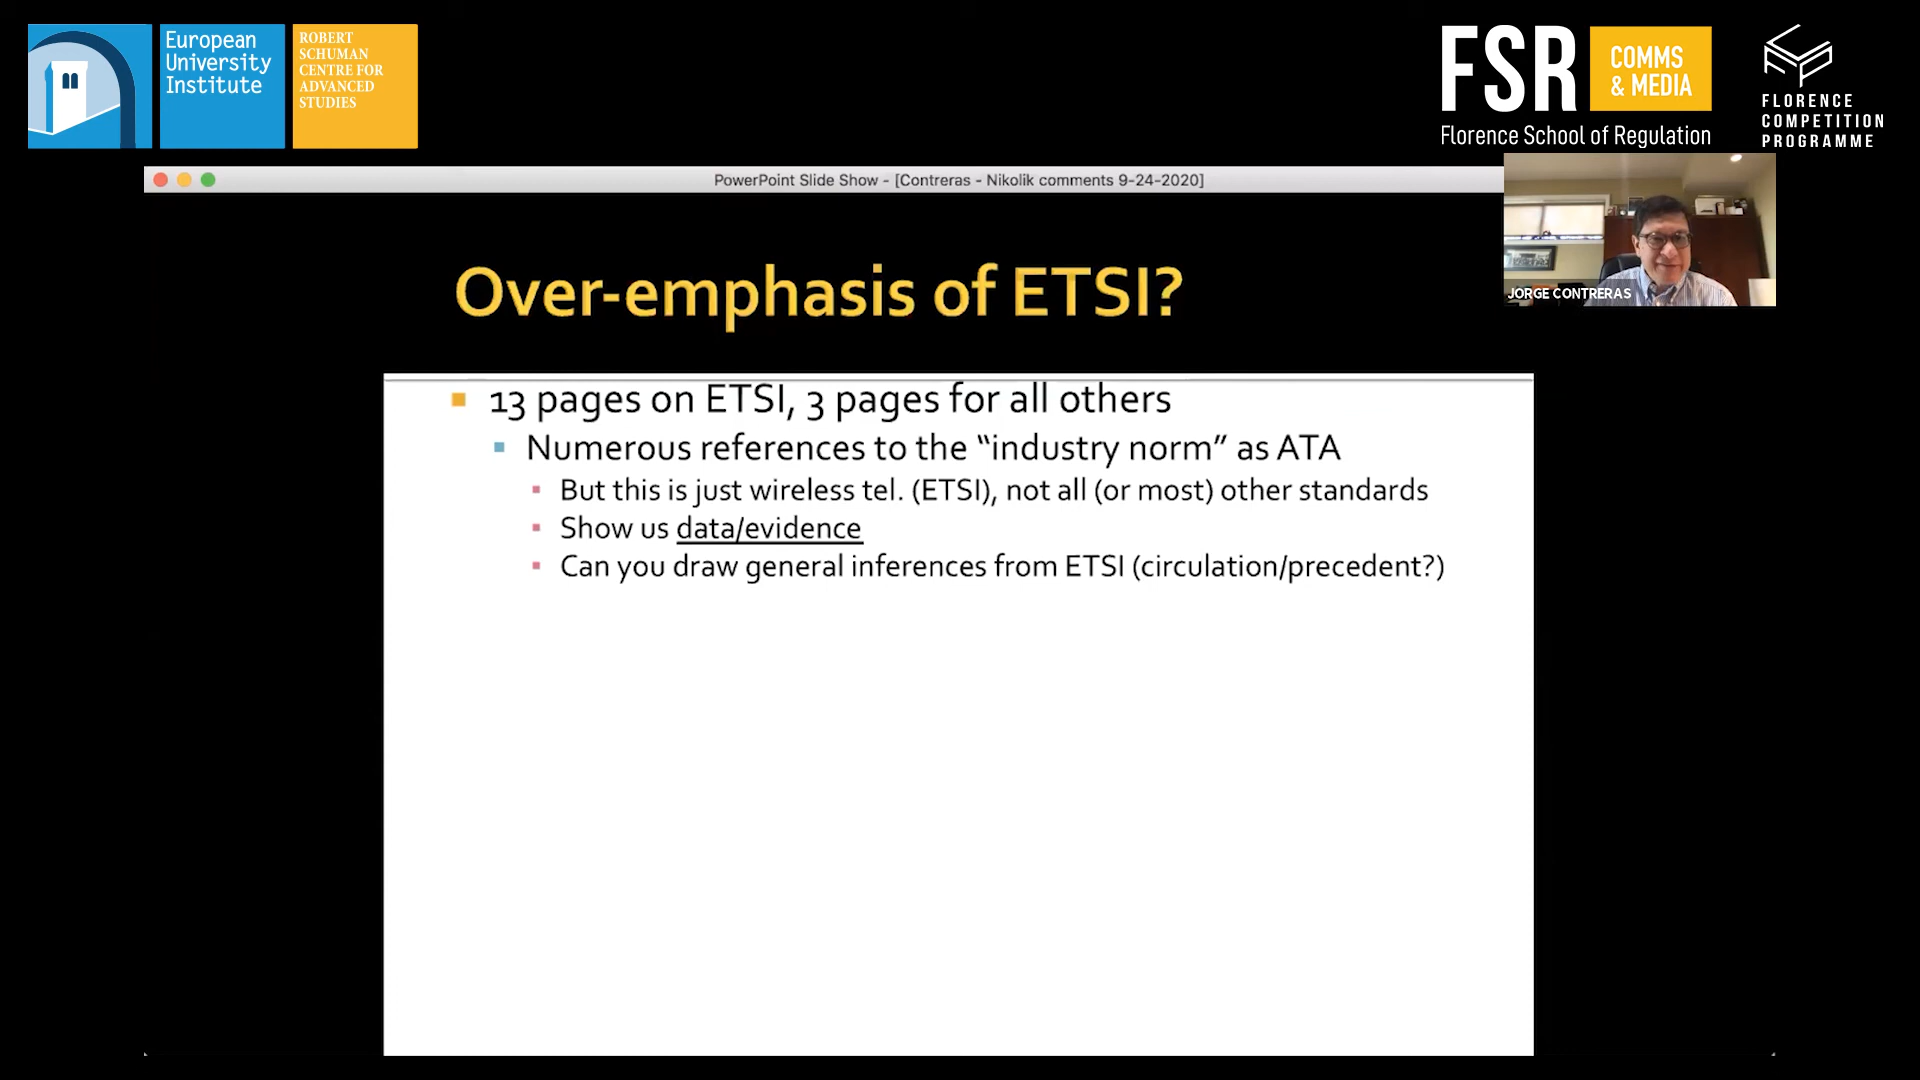 European
University
Institute
ROBERT
SCHUMAN
CENTRE FOR
ADVANCED
STUDIES
FSR
COMMS
& MEDIA
Florence School of Regulation
FLORENCE
COMPETITION
PROGRAMME
PowerPoint Slide Show - [Contreras - Nikolik comments 9-24-2020]
JORGE CONTRERAS
Over-emphasis of ETSI?
13 pages on ETSI, 3 pages for all others
Numerous references to the “industry norm” as ATA
But this is just wireless tel. (ETSI), not all (or most) other standards
Show us data/evidence
Can you draw general inferences from ETSI (circulation/precedent?)